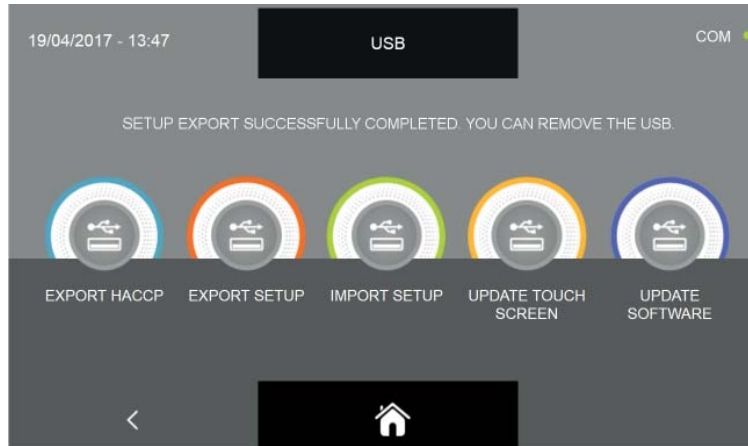 19/04/2017 - 13:47
USB
COM
SETUP EXPORT SUCCESSFULLY COMPLETED. YOU CAN REMOVE THE USB.
EXPORT HACCP
EXPORT SETUP
IMPORT SETUP
UPDATE TOUCH
SCREEN
UPDATE
SOFTWARE